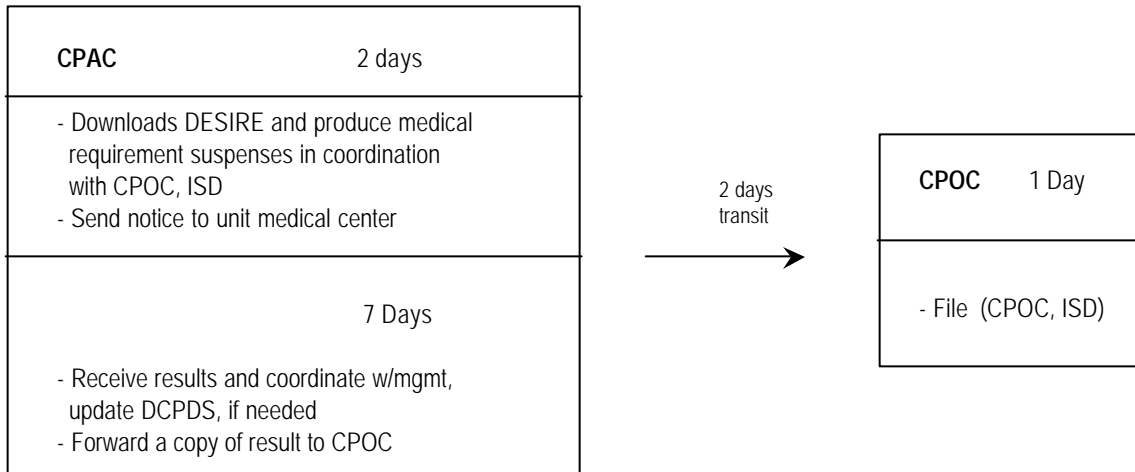 CPAC 2 days
- Downloads DESIRE and produce medical
requirement suspenses in coordination
with CPOC, ISD
- Send notice to unit medical center
7 Days
- Receive results and coordinate w/mgmt,
update DCPDS, if needed
- Forward a copy of result to CPOC
2 days
transit
CPOC 1 Day
- File (CPOC, ISD)